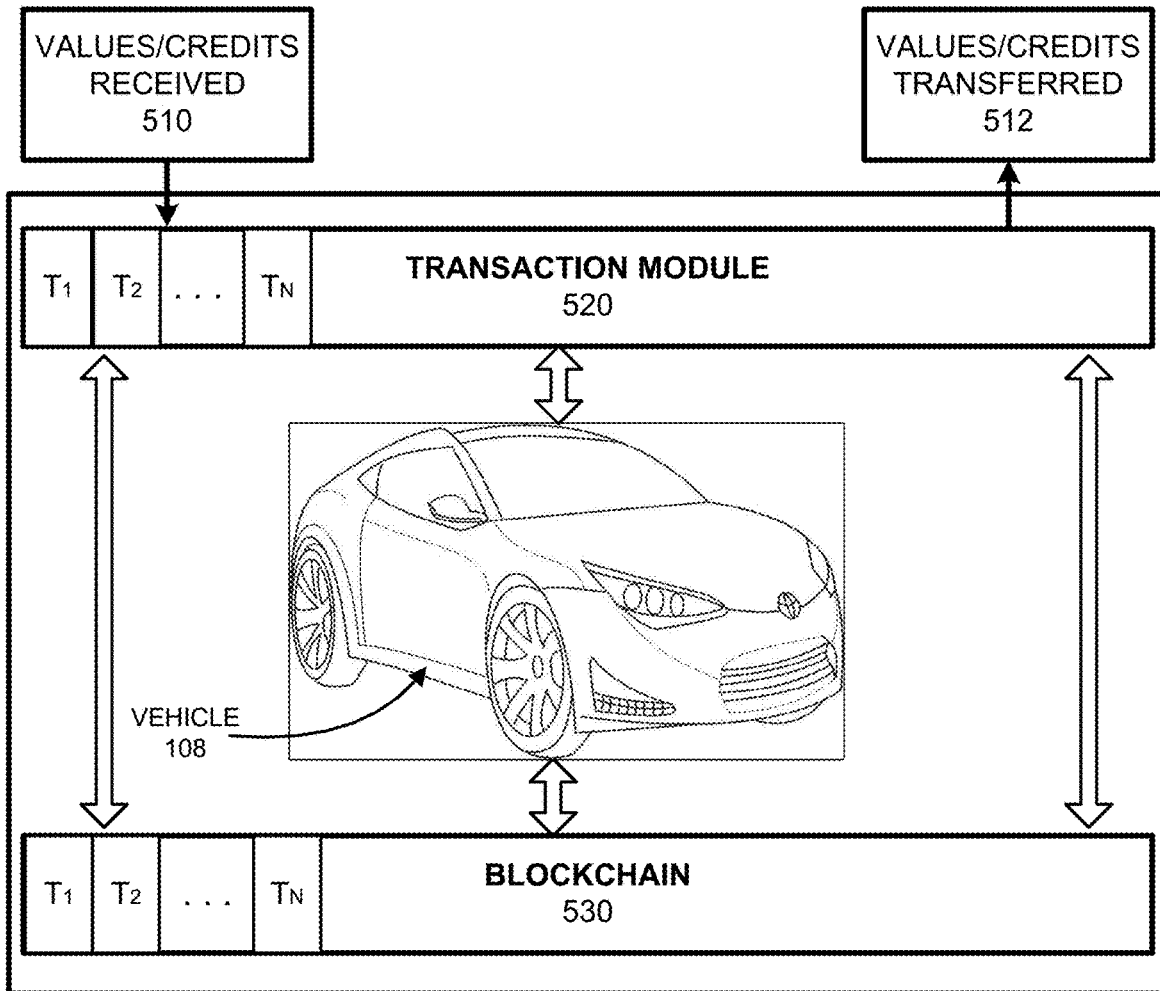 VALUES/CREDITS
RECEIVED
510
VALUES/CREDITS
TRANSFERRED
512
T1 T2 . . . TN
TRANSACTION MODULE
520
VEHICLE
108
T1 T2 . . . TN
BLOCKCHAIN
530